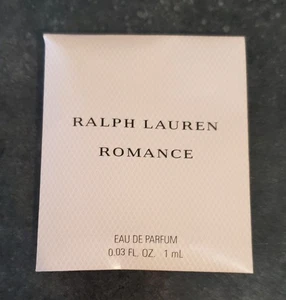 RALPH LAUREN
ROMANCE
EAU DE PARFUM
0.03 FL. OZ. 1 mL